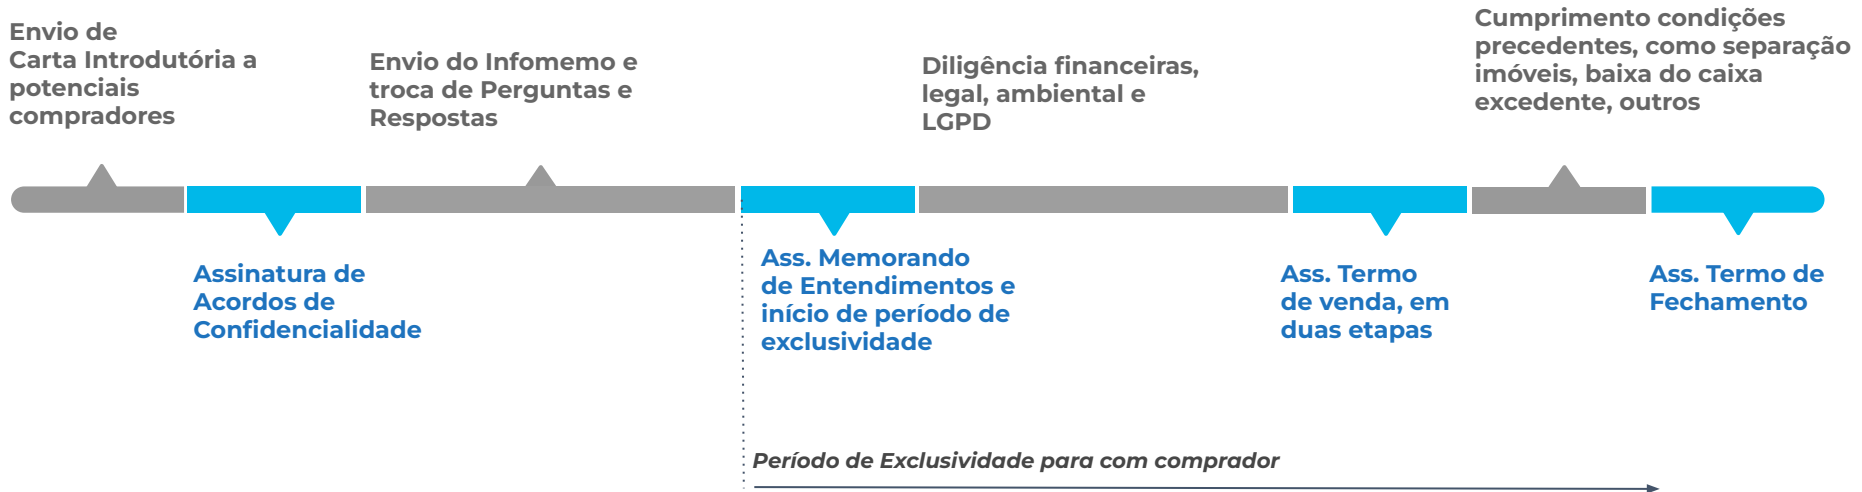 Envio de
Carta Introdutória a
potenciais
compradores
Envio do Infomemo e
troca de Perguntas e
Respostas
Diligência financeiras,
legal, ambiental e
LGPD
Cumprimento condições
precedentes, como separação
imóveis, baixa do caixa
excedente, outros
Assinatura de
Acordos de
Confidencialidade
Ass. Memorando
de Entendimentos e
início de período de
exclusividade
Ass. Termo
de venda, em
duas etapas
Ass. Termo de
Fechamento
Período de Exclusividade para com comprador